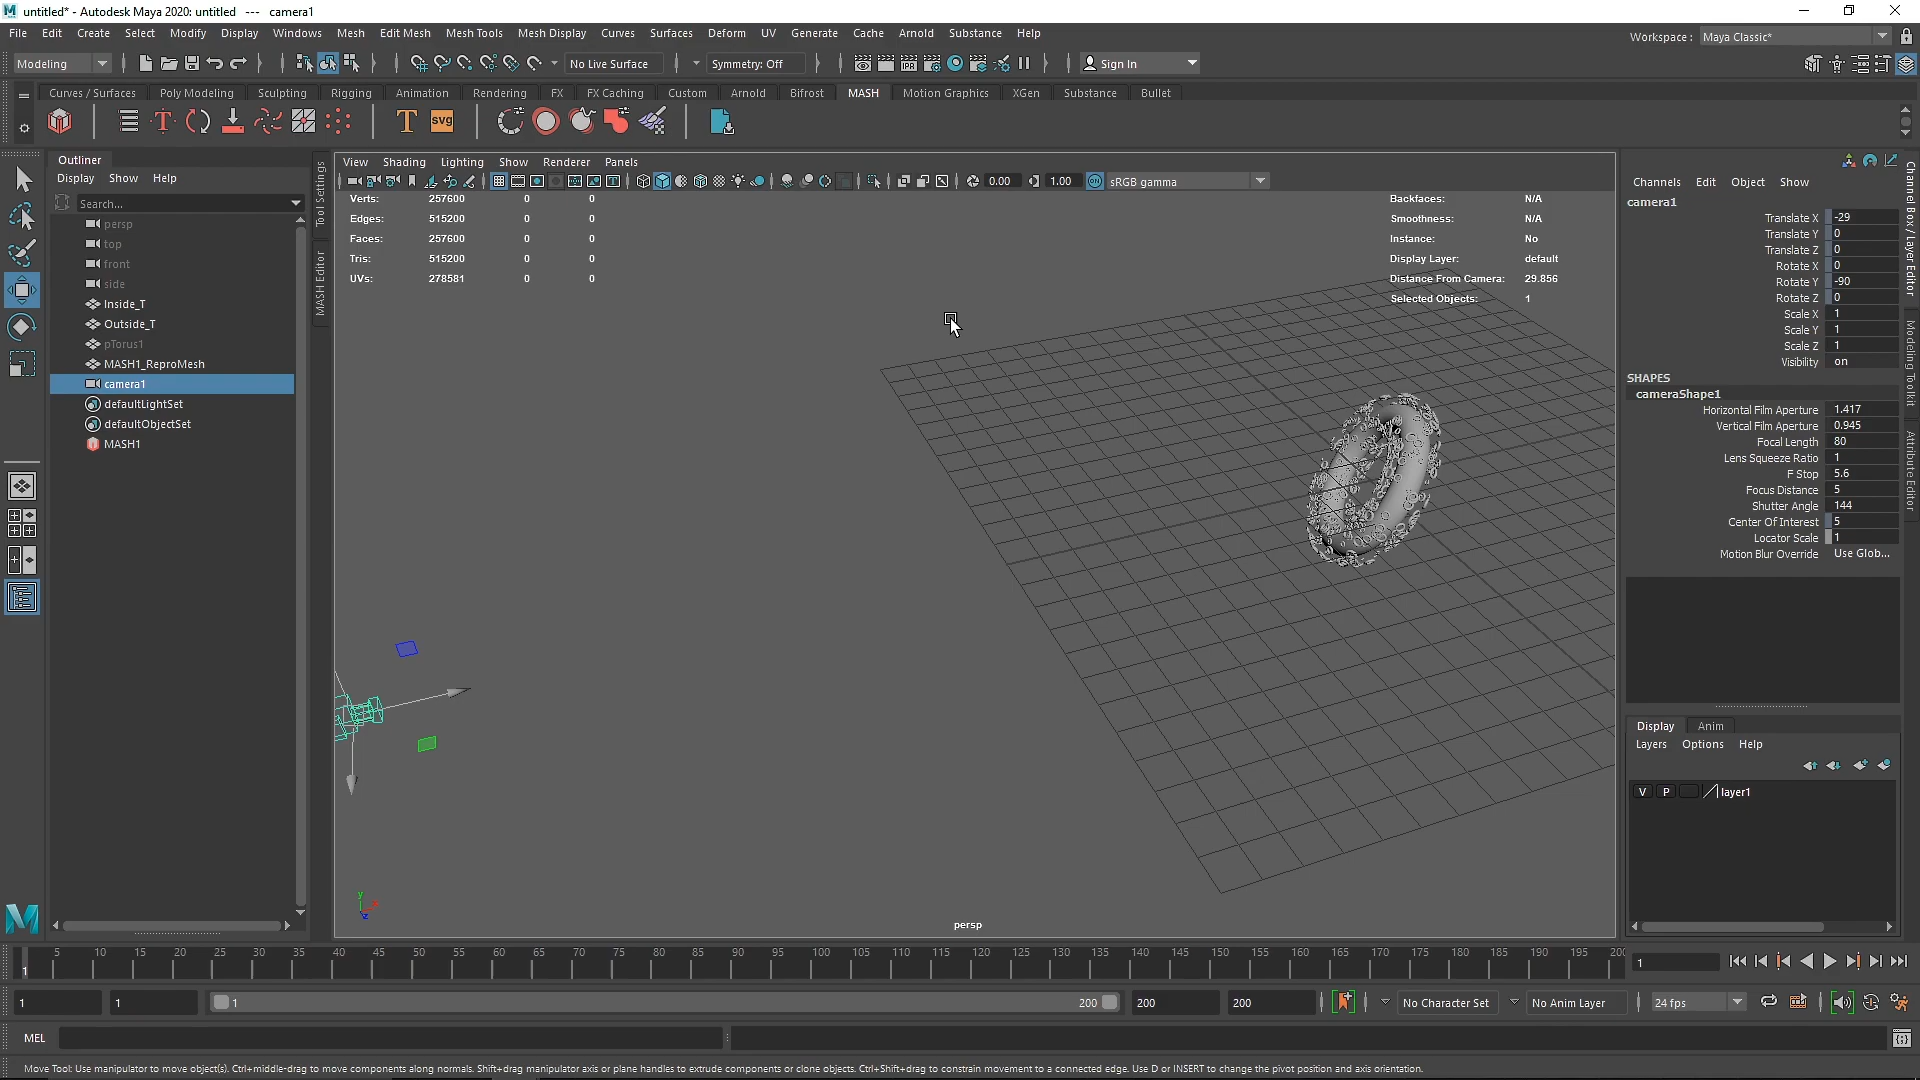 untitled* - Autodesk Maya 2020: untitled --- camera1
File Edit Create Select Modify Display Windows Mesh Edit Mesh Mesh Tools Mesh Display Curves Surfaces Deform UV Generate Cache Arnold Substance Help
Workspace : Maya Classic*
Modeling No Live Surface Symmetry: Off Sign In
Curves / Surfaces Poly Modeling Sculpting Rigging Animation Rendering FX FX Caching Custom Arnold Bifrost MASH Motion Graphics XGen Substance Bullet
Outliner
Display Show Help
Search...
persp
top
front
side
Inside_T
Outside_T
pTorus1
MASH1_ReproMesh
camera1
defaultLightSet
defaultObjectSet
MASH1
Tool Settings
MASH Editor
View Shading Lighting Show Renderer Panels
0.00 1.00 sRGB gamma
Verts: 257600 0 0
Edges: 515200 0 0
Faces: 257600 0 0
Tris: 515200 0 0
UVs: 278581 0 0
Backfaces: N/A
Smoothness: N/A
Instance: No
Display Layer: default
Distance From Camera: 29.856
Selected Objects: 1
persp
Channels Edit Object Show
camera1
Translate X -29
Translate Y 0
Translate Z 0
Rotate X 0
Rotate Y -90
Rotate Z 0
Scale X 1
Scale Y 1
Scale Z 1
Visibility on
SHAPES
cameraShape1
Horizontal Film Aperture 1.417
Vertical Film Aperture 0.945
Focal Length 80
Lens Squeeze Ratio 1
F Stop 5.6
Focus Distance 5
Shutter Angle 144
Center Of Interest 5
Locator Scale 1
Motion Blur Override Use Glob...
Channel Box / Layer Editor
Modeling Toolkit
Attribute Editor
Display Anim
Layers Options Help
V P layer1
5 10 15 20 25 30 35 40 45 50 55 60 65 70 75 80 85 90 95 100 105 110 115 120 125 130 135 140 145 150 155 160 165 170 175 180 185 190 195 20
1
1
1 1 1 200 200 200 No Character Set No Anim Layer 24 fps
MEL
Move Tool: Use manipulator to move object(s). Ctrl+middle-drag to move components along normals. Shift+drag manipulator axis or plane handles to extrude components or clone objects. Ctrl+Shift+drag to constrain movement to a connected edge. Use D or INSERT to change the pivot position and axis orientation.